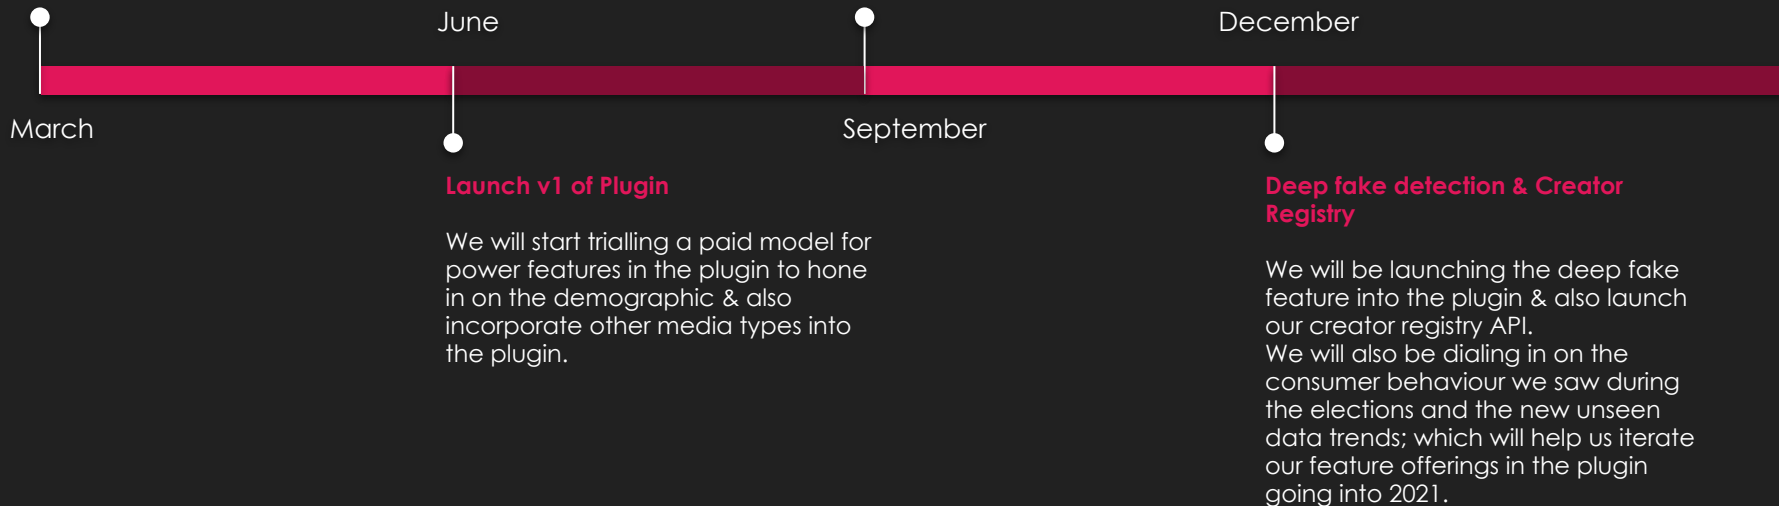 June
December
March
September
Launch v1 of Plugin
We will start trialling a paid model for
power features in the plugin to hone
in on the demographic & also
incorporate other media types into
the plugin.
Deep fake detection & Creator
Registry
We will be launching the deep fake
feature into the plugin & also launch
our creator registry API.
We will also be dialing in on the
consumer behaviour we saw during
the elections and the new unseen
data trends; which will help us iterate
our feature offerings in the plugin
going into 2021.